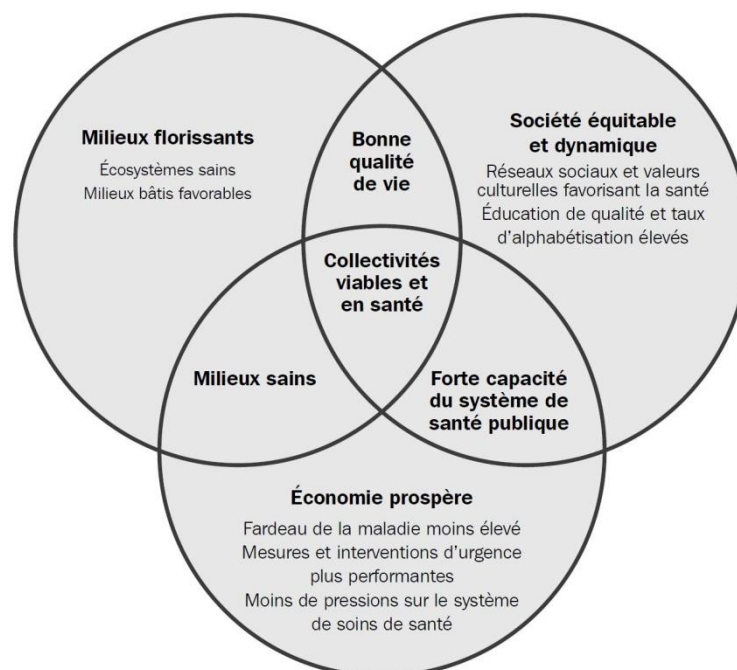 Milieux florissants
Écosystèmes sains
Milieux bâtis favorables
Bonne
qualité
de vie
Société équitable
et dynamique
Réseaux sociaux et valeurs
culturelles favorisant la santé
Éducation de qualité et taux
d'alphabétisation élevés
Collectivités
viables et
en santé
Milieux sains
Forte capacité
du système de
santé publique
Économie prospère
Fardeau de la maladie moins élevé
Mesures et interventions d'urgence
plus performantes
Moins de pressions sur le système
de soins de santé